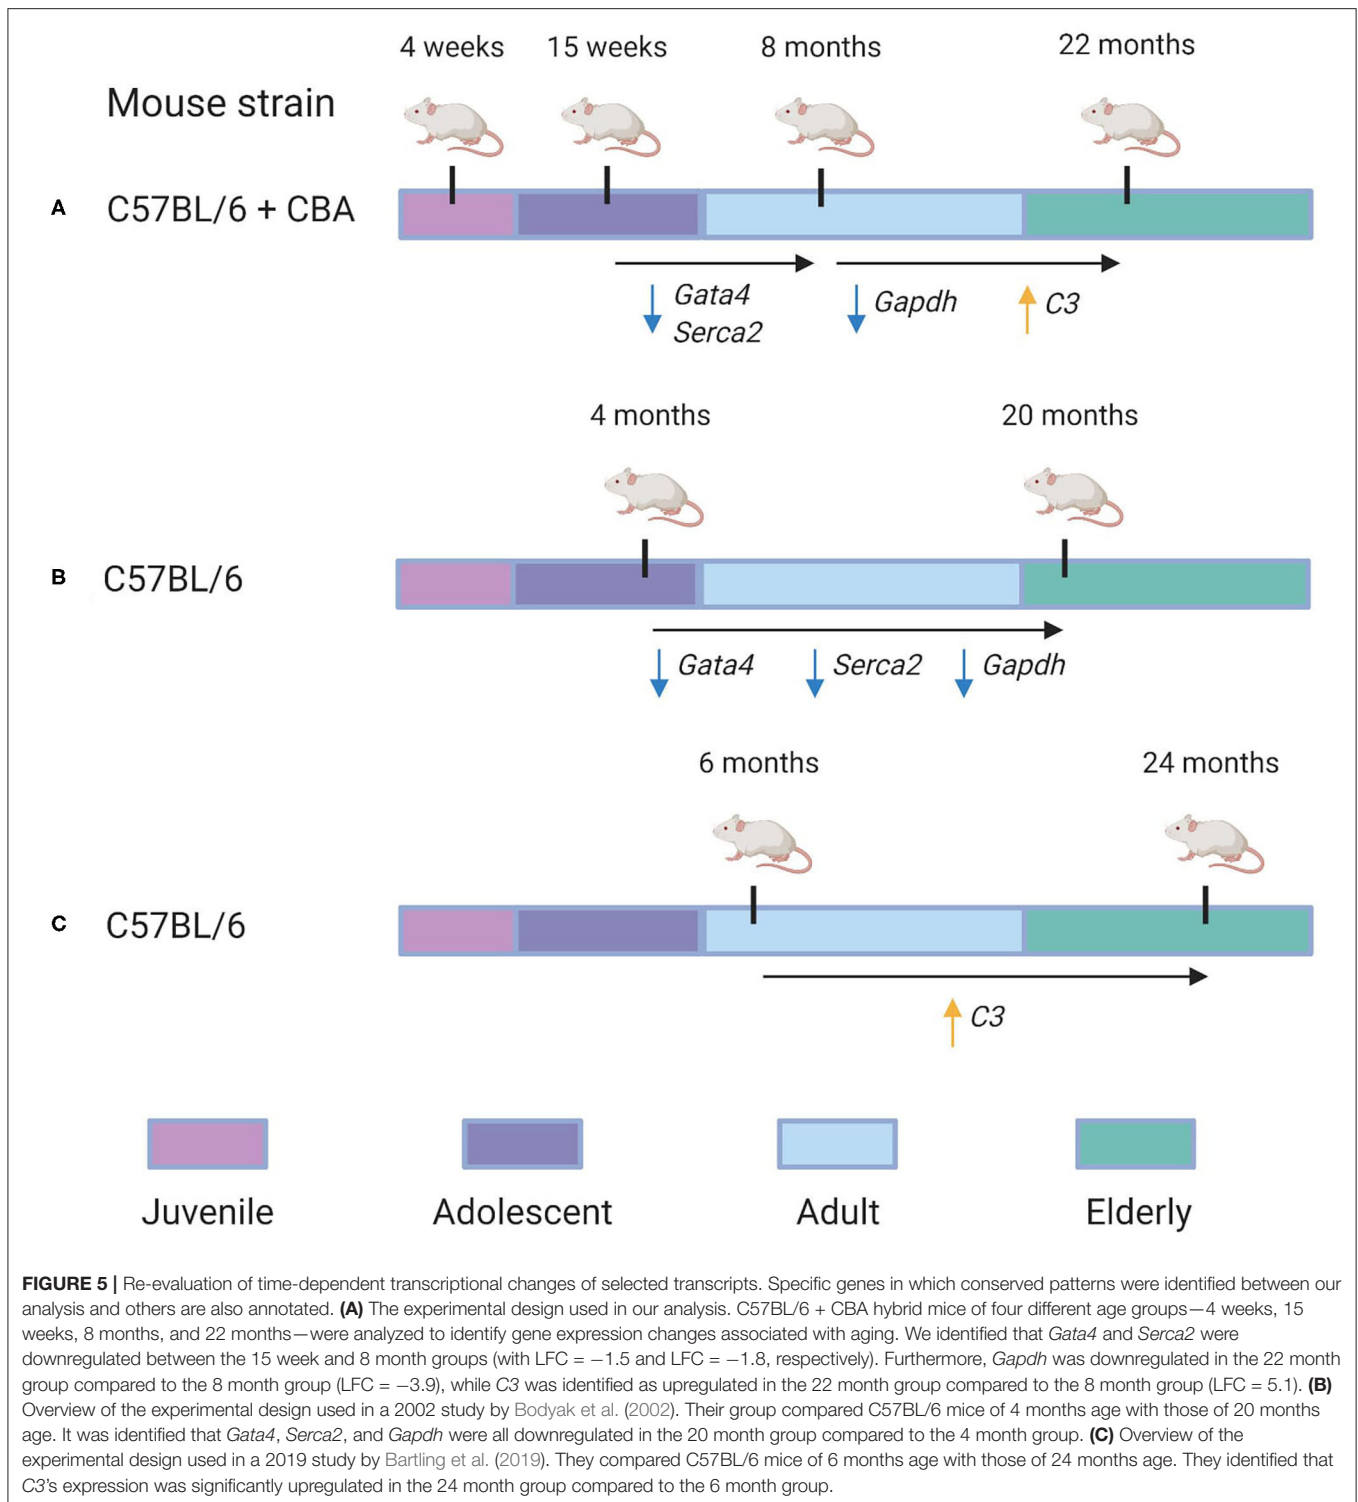 4 weeks 15 weeks 8 months 22 months
Mouse strain
A C57BL/6 + CBA
Gata4 Gapdh C3
Serca2
4 months 20 months
B C57BL/6
Gata4 Serca2 Gapdh
6 months 24 months
C C57BL/6
C3
Juvenile Adolescent Adult Elderly
FIGURE 5 | Re-evaluation of time-dependent transcriptional changes of selected transcripts. Specific genes in which conserved patterns were identified between our
analysis and others are also annotated. (A) The experimental design used in our analysis. C57BL/6 + CBA hybrid mice of four different age groups—4 weeks, 15
weeks, 8 months, and 22 months—were analyzed to identify gene expression changes associated with aging. We identified that Gata4 and Serca2 were
downregulated between the 15 week and 8 month groups (with LFC = −1.5 and LFC = −1.8, respectively). Furthermore, Gapdh was downregulated in the 22 month
group compared to the 8 month group (LFC = −3.9), while C3 was identified as upregulated in the 22 month group compared to the 8 month group (LFC = 5.1). (B)
Overview of the experimental design used in a 2002 study by Bodyak et al. (2002). Their group compared C57BL/6 mice of 4 months age with those of 20 months
age. It was identified that Gata4, Serca2, and Gapdh were all downregulated in the 20 month group compared to the 4 month group. (C) Overview of the
experimental design used in a 2019 study by Bartling et al. (2019). They compared C57BL/6 mice of 6 months age with those of 24 months age. They identified that
C3's expression was significantly upregulated in the 24 month group compared to the 6 month group.